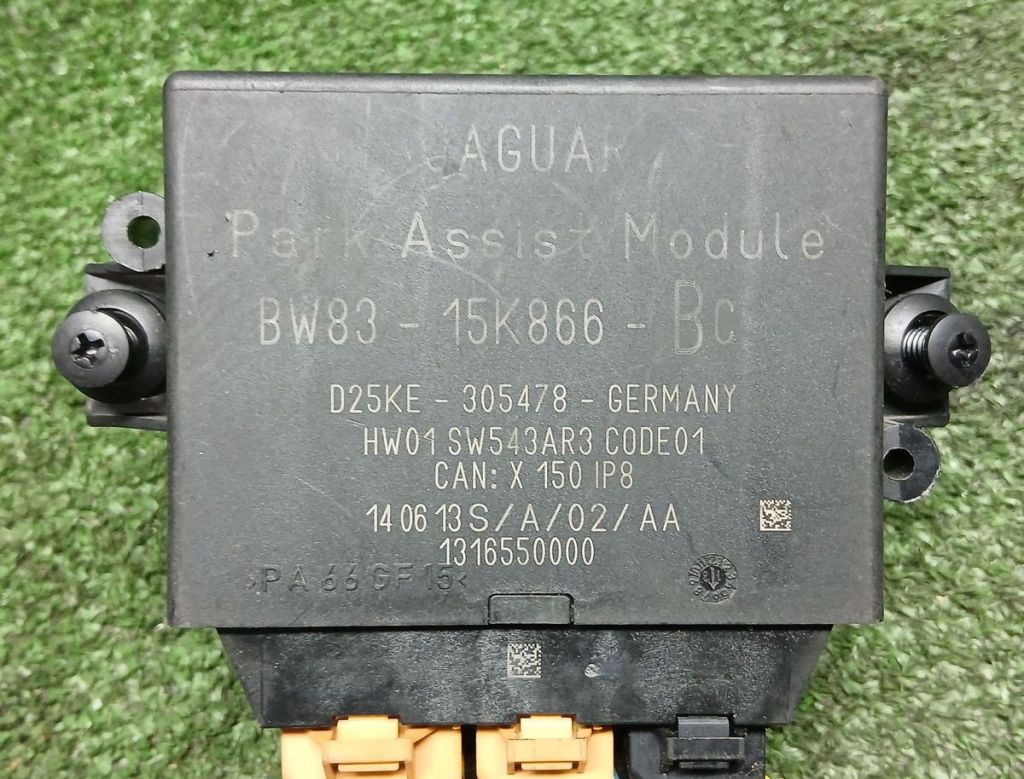 JAGUAR
Park Assist Module
BW83 - 15K866 - BC
D25KE - 305478 - GERMANY
HW01 SW543AR3 CODE01
CAN: X 150 IP8
14 06 13 S/A/02/AA
1316550000
>PA 66 GF 15<